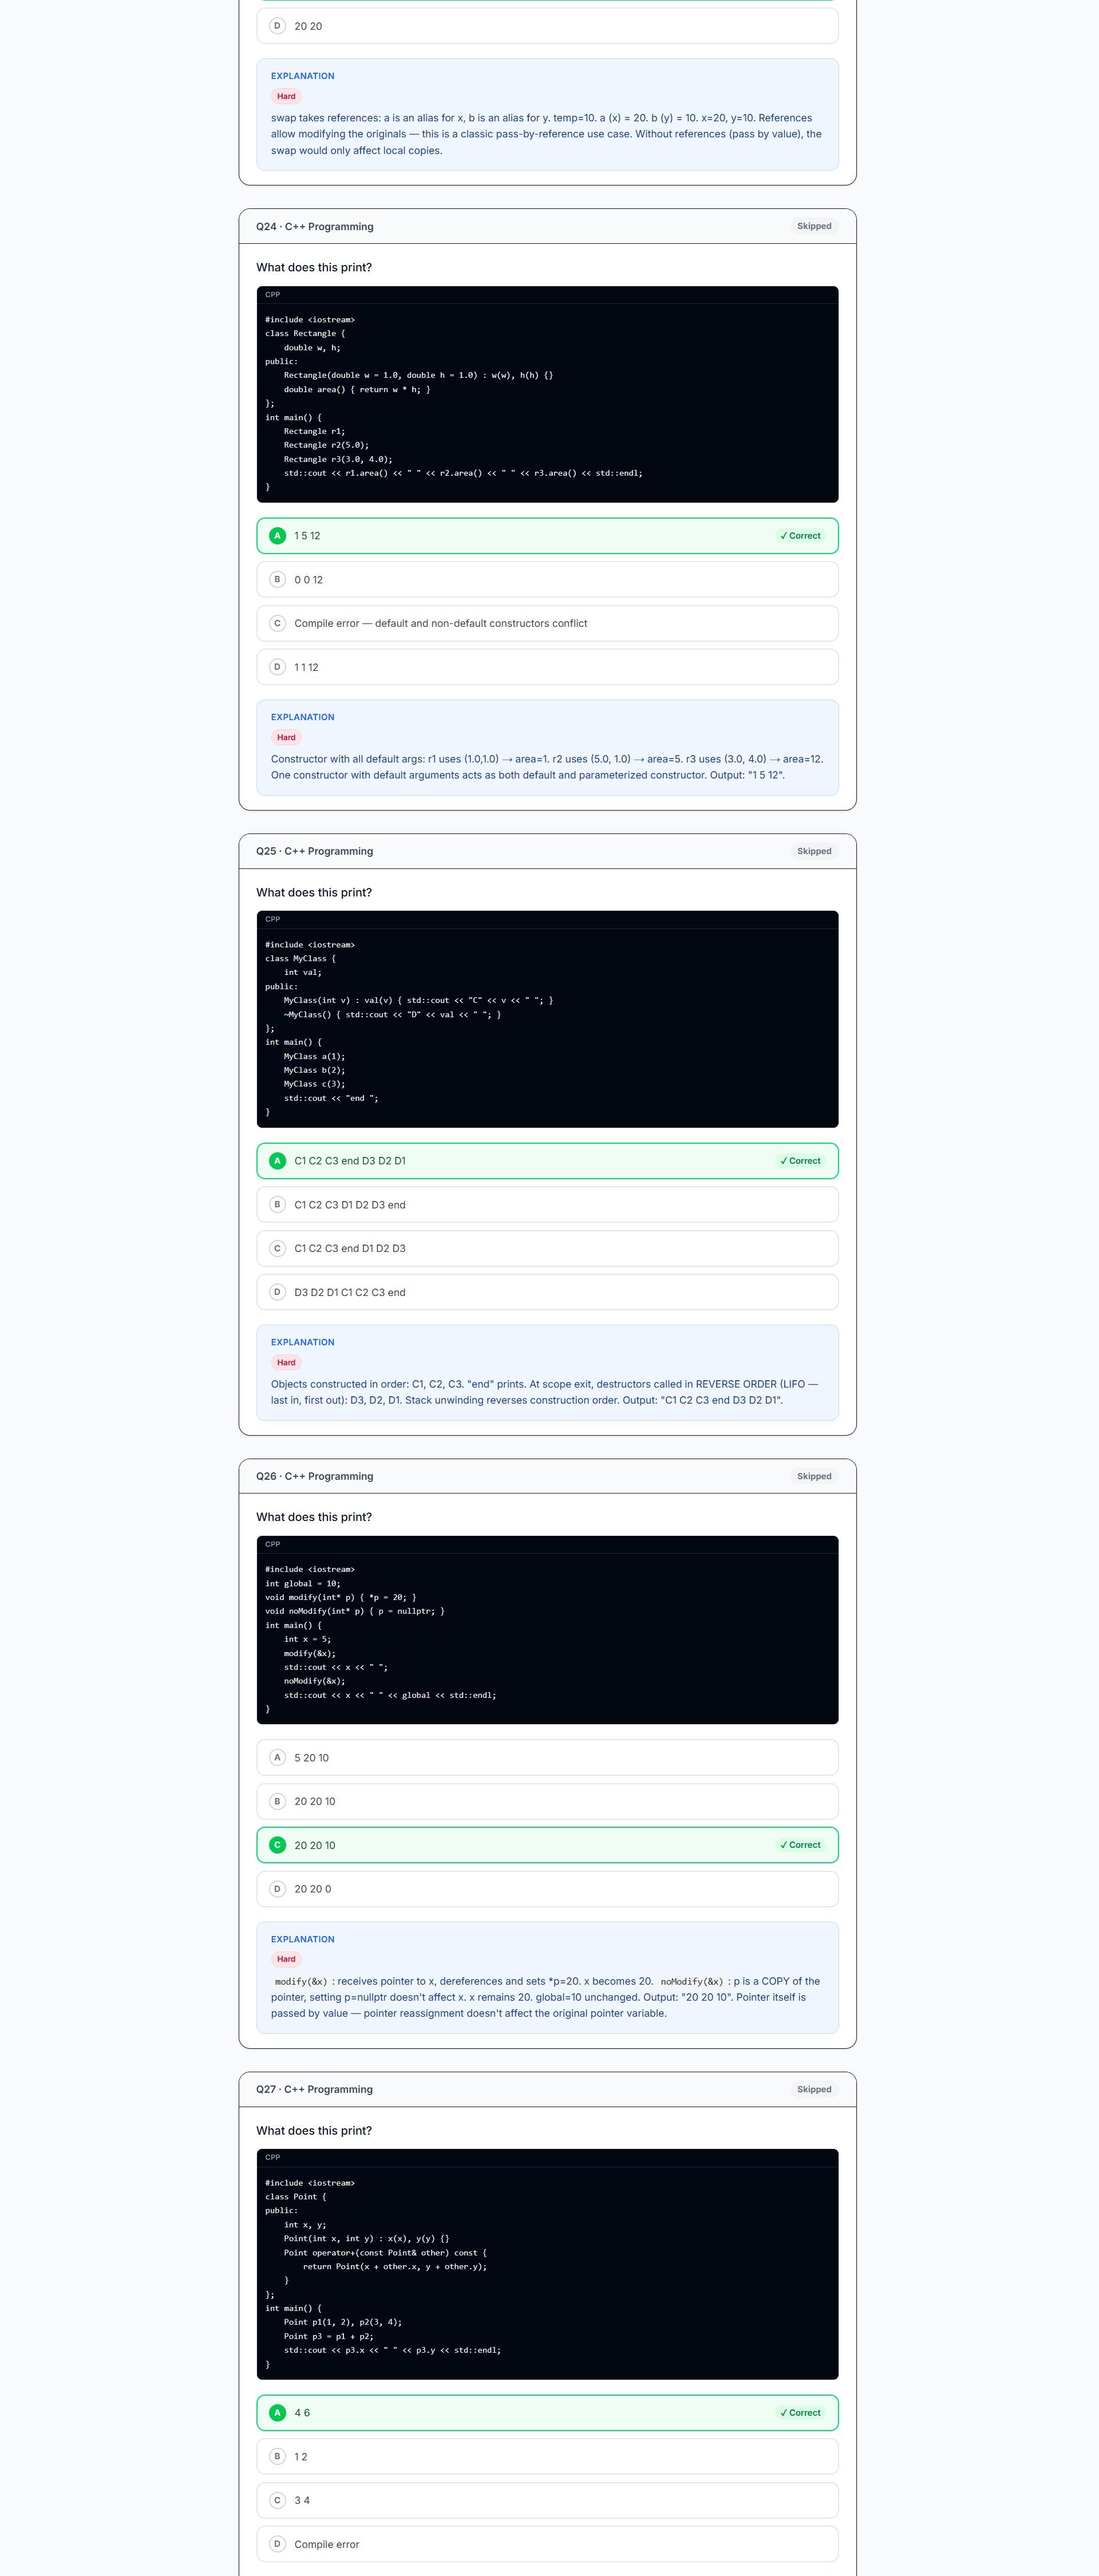 D 20 20
EXPLANATION
Hard
swap takes references: a is an alias for x, b is an alias for y. temp=10. a (x) = 20. b (y) = 10. x=20, y=10. References
allow modifying the originals — this is a classic pass-by-reference use case. Without references (pass by value), the
swap would only affect local copies.
Q24 · C++ Programming Skipped
What does this print?
CPP
#include <iostream>
class Rectangle {
    double w, h;
public:
    Rectangle(double w = 1.0, double h = 1.0) : w(w), h(h) {}
    double area() { return w * h; }
};
int main() {
    Rectangle r1;
    Rectangle r2(5.0);
    Rectangle r3(3.0, 4.0);
    std::cout << r1.area() << " " << r2.area() << " " << r3.area() << std::endl;
}
A 1 5 12 ✓ Correct
B 0 0 12
C Compile error — default and non-default constructors conflict
D 1 1 12
EXPLANATION
Hard
Constructor with all default args: r1 uses (1.0,1.0) → area=1. r2 uses (5.0, 1.0) → area=5. r3 uses (3.0, 4.0) → area=12.
One constructor with default arguments acts as both default and parameterized constructor. Output: "1 5 12".
Q25 · C++ Programming Skipped
What does this print?
CPP
#include <iostream>
class MyClass {
    int val;
public:
    MyClass(int v) : val(v) { std::cout << "C" << v << " "; }
    ~MyClass() { std::cout << "D" << val << " "; }
};
int main() {
    MyClass a(1);
    MyClass b(2);
    MyClass c(3);
    std::cout << "end ";
}
A C1 C2 C3 end D3 D2 D1 ✓ Correct
B C1 C2 C3 D1 D2 D3 end
C C1 C2 C3 end D1 D2 D3
D D3 D2 D1 C1 C2 C3 end
EXPLANATION
Hard
Objects constructed in order: C1, C2, C3. "end" prints. At scope exit, destructors called in REVERSE ORDER (LIFO —
last in, first out): D3, D2, D1. Stack unwinding reverses construction order. Output: "C1 C2 C3 end D3 D2 D1".
Q26 · C++ Programming Skipped
What does this print?
CPP
#include <iostream>
int global = 10;
void modify(int* p) { *p = 20; }
void noModify(int* p) { p = nullptr; }
int main() {
    int x = 5;
    modify(&x);
    std::cout << x << " ";
    noModify(&x);
    std::cout << x << " " << global << std::endl;
}
A 5 20 10
B 20 20 10
C 20 20 10 ✓ Correct
D 20 20 0
EXPLANATION
Hard
modify(&x) : receives pointer to x, dereferences and sets *p=20. x becomes 20. noModify(&x) : p is a COPY of the
pointer, setting p=nullptr doesn't affect x. x remains 20. global=10 unchanged. Output: "20 20 10". Pointer itself is
passed by value — pointer reassignment doesn't affect the original pointer variable.
Q27 · C++ Programming Skipped
What does this print?
CPP
#include <iostream>
class Point {
public:
    int x, y;
    Point(int x, int y) : x(x), y(y) {}
    Point operator+(const Point& other) const {
        return Point(x + other.x, y + other.y);
    }
};
int main() {
    Point p1(1, 2), p2(3, 4);
    Point p3 = p1 + p2;
    std::cout << p3.x << " " << p3.y << std::endl;
}
A 4 6 ✓ Correct
B 1 2
C 3 4
D Compile error